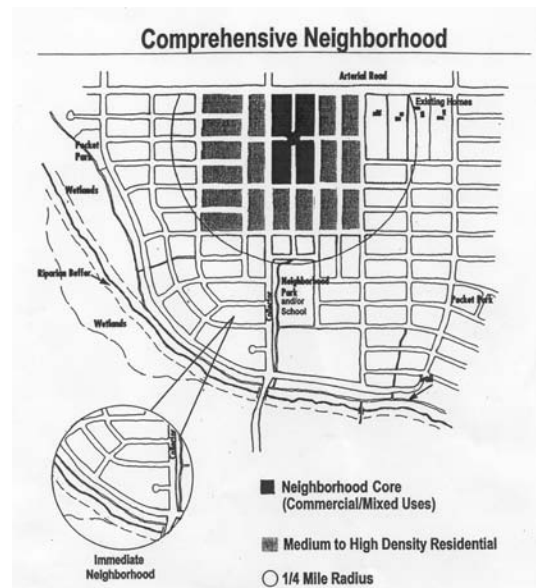 Comprehensive Neighborhood
Arterial Road
Existing Homes
Pocket
Park
Wetlands
Riparian Buffer
Wetlands
Neighborhood
Park
and/or
School
Collector
Pocket Park
Collector
Immediate
Neighborhood
Neighborhood Core
(Commercial/Mixed Uses)
Medium to High Density Residential
1/4 Mile Radius